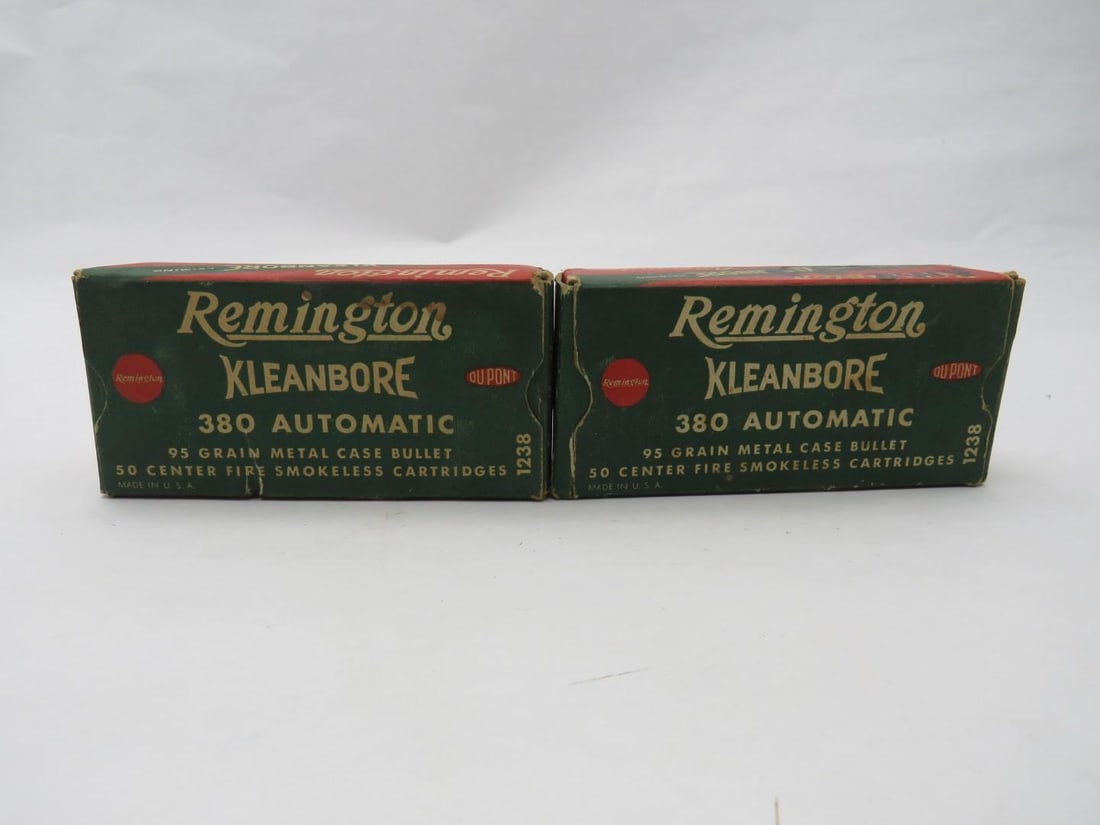 Remington
KLEANBORE
Remington
KLEANBORE
Remington
DU PONT
380 AUTOMATIC
95 GRAIN METAL CASE BULLET
50 CENTER FIRE SMOKELESS CARTRIDGES
MADE IN U.S.A.
1238
Remington
KLEANBORE
Remington
DU PONT
380 AUTOMATIC
95 GRAIN METAL CASE BULLET
50 CENTER FIRE SMOKELESS CARTRIDGES
MADE IN U.S.A.
1238